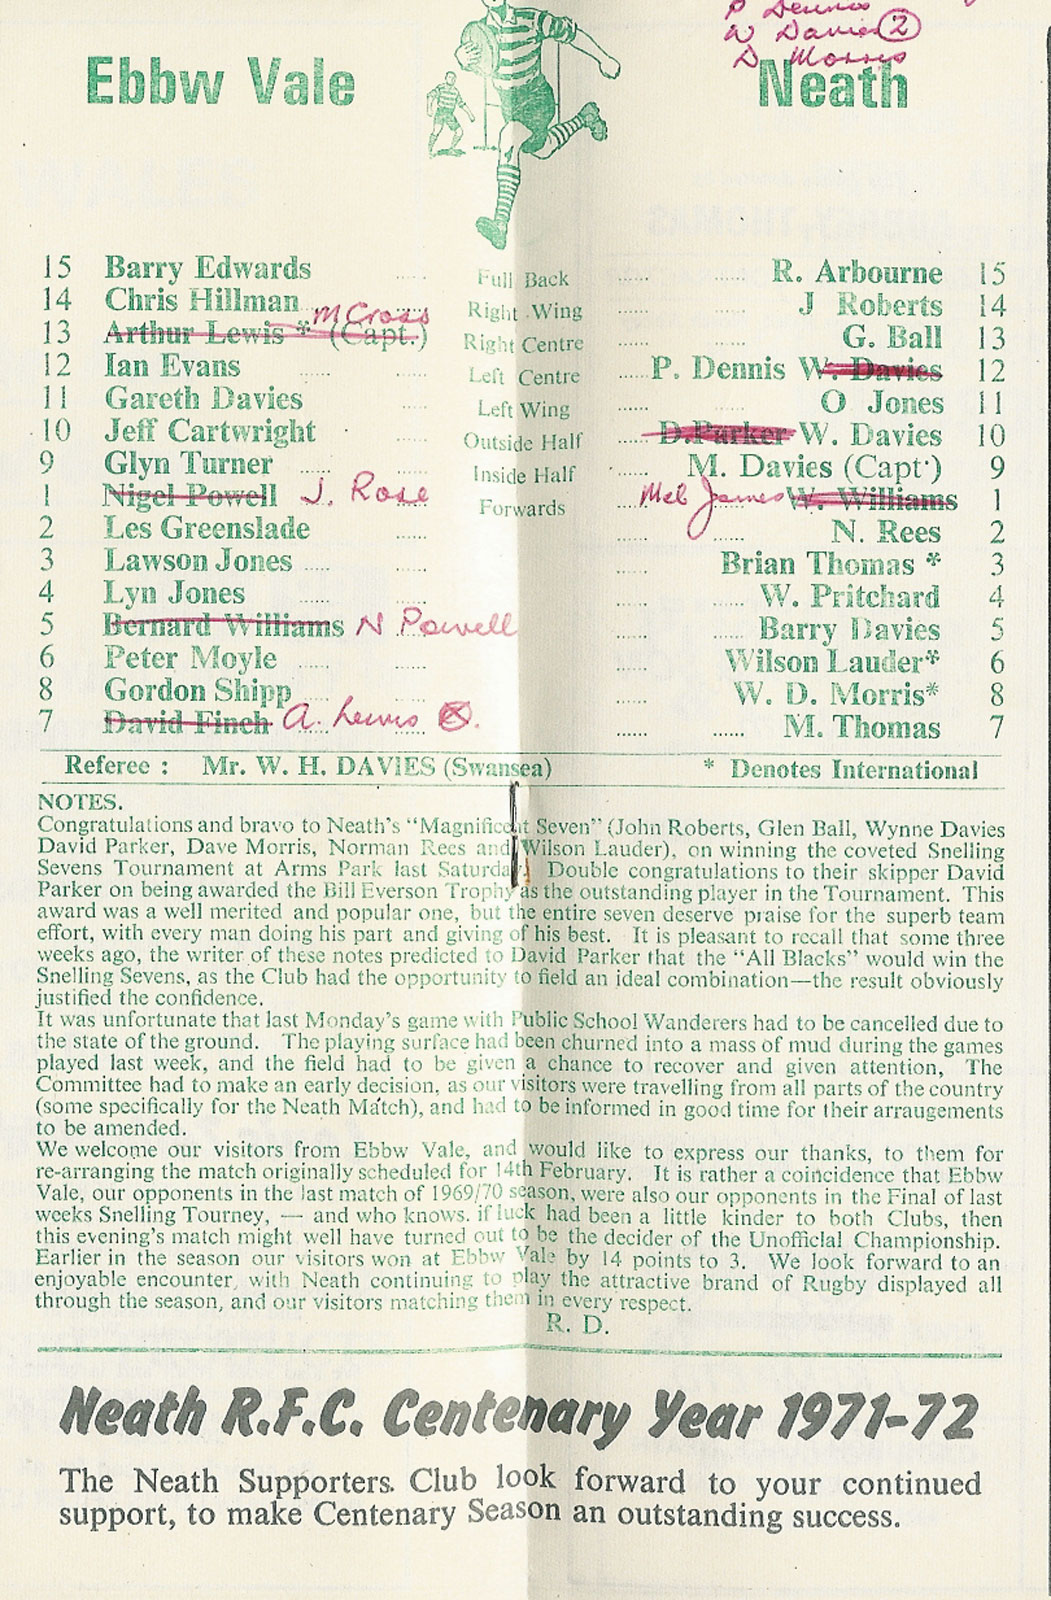 P Dennis
W Davies 2
D. Morris
Ebbw Vale Neath
15 Barry Edwards ..... Full Back ...... ...... R. Arbourne 15
14 Chris Hillman ..... Right Wing ...... ...... J Roberts 14
13 Arthur Lewis * (Capt.) M Cross Right Centre ...... ...... G. Ball 13
12 Ian Evans ..... ..... Left Centre ..... P. Dennis W. Davies 12
11 Gareth Davies ..... Left Wing ...... ...... O Jones 11
10 Jeff Cartwright ..... Outside Half ..... D.Parker W. Davies 10
9 Glyn Turner ..... ..... Inside Half ..... M. Davies (Capt.) 9
1 Nigel Powell J. Rose Forwards Mel James W. Williams 1
2 Les Greenslade ...... ...... ...... N. Rees 2
3 Lawson Jones ..... ..... ..... Brian Thomas * 3
4 Lyn Jones ..... ..... ..... ...... W. Pritchard 4
5 Bernard Williams N Powell ..... ...... Barry Davies 5
6 Peter Moyle ..... ...... ...... Wilson Lauder* 6
8 Gordon Shipp ..... ..... ...... W. D. Morris* 8
7 David Finch A. Lewis ...... ...... M. Thomas 7
Referee : Mr. W. H. DAVIES (Swansea) * Denotes International
NOTES.
Congratulations and bravo to Neath's "Magnificent Seven" (John Roberts, Glen Ball, Wynne Davies
David Parker, Dave Morris, Norman Rees and Wilson Lauder), on winning the coveted Snelling
Sevens Tournament at Arms Park last Saturday. Double congratulations to their skipper David
Parker on being awarded the Bill Everson Trophy as the outstanding player in the Tournament. This
award was a well merited and popular one, but the entire seven deserve praise for the superb team
effort, with every man doing his part and giving of his best. It is pleasant to recall that some three
weeks ago, the writer of these notes predicted to David Parker that the "All Blacks" would win the
Snelling Sevens, as the Club had the opportunity to field an ideal combination—the result obviously
justified the confidence.
It was unfortunate that last Monday's game with Public School Wanderers had to be cancelled due to
the state of the ground. The playing surface had been churned into a mass of mud during the games
played last week, and the field had to be given a chance to recover and given attention, The
Committee had to make an early decision, as our visitors were travelling from all parts of the country
(some specifically for the Neath Match), and had to be informed in good time for their arraugements
to be amended.
We welcome our visitors from Ebbw Vale, and would like to express our thanks, to them for
re-arranging the match originally scheduled for 14th February. It is rather a coincidence that Ebbw
Vale, our opponents in the last match of 1969/70 season, were also our opponents in the Final of last
weeks Snelling Tourney, — and who knows. if luck had been a little kinder to both Clubs, then
this evening's match might well have turned out to be the decider of the Unofficial Championship.
Earlier in the season our visitors won at Ebbw Vale by 14 points to 3. We look forward to an
enjoyable encounter, with Neath continuing to play the attractive brand of Rugby displayed all
through the season, and our visitors matching them in every respect.
R. D.
Neath R.F.C. Centenary Year 1971-72
The Neath Supporters. Club look forward to your continued
support, to make Centenary Season an outstanding success.